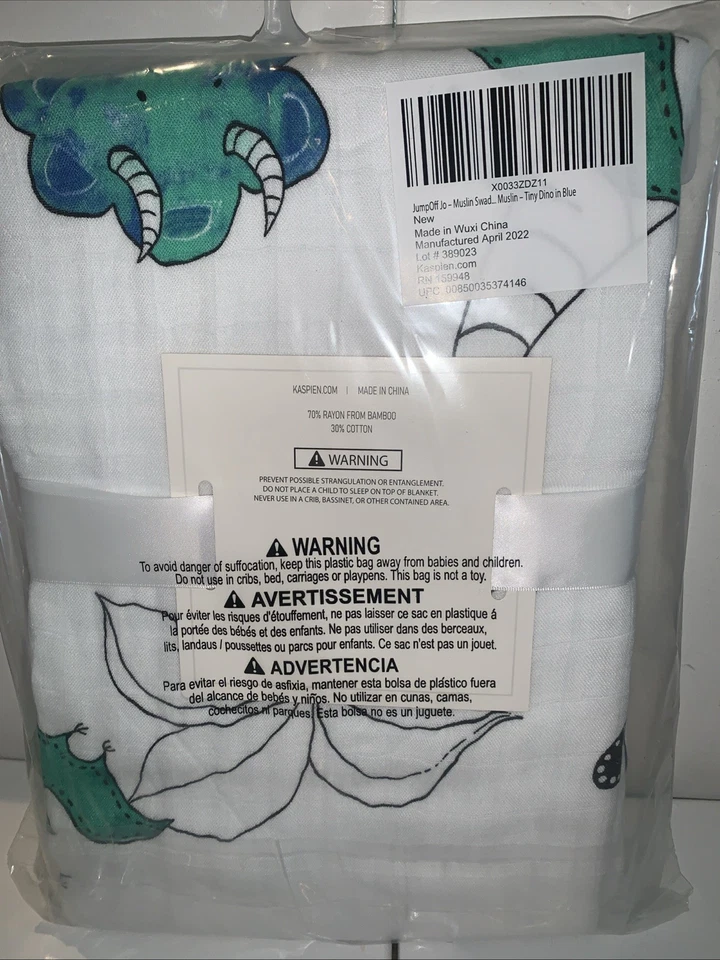 X0033ZDZ11
JumpOff Jo – Muslin Swad... Muslin – Tiny Dino in Blue
New
Made in Wuxi China
Manufactured April 2022
Lot # 389023
Kaspien.com
RN 159948
UPC: 00850035374146
KASPIEN.COM | MADE IN CHINA
70% RAYON FROM BAMBOO
30% COTTON
WARNING
PREVENT POSSIBLE STRANGULATION OR ENTANGLEMENT.
DO NOT PLACE A CHILD TO SLEEP ON TOP OF BLANKET.
NEVER USE IN A CRIB, BASSINET, OR OTHER CONTAINED AREA.
WARNING
To avoid danger of suffocation, keep this plastic bag away from babies and children.
Do not use in cribs, bed, carriages or playpens. This bag is not a toy.
AVERTISSEMENT
Pour éviter les risques d'étouffement, ne pas laisser ce sac en plastique á
la portée des bébés et des enfants. Ne pas utiliser dans des berceaux,
lits, landaus / poussettes ou parcs pour enfants. Ce sac n'est pas un jouet.
ADVERTENCIA
Para evitar el riesgo de asfixia, mantener esta bolsa de plástico fuera
del alcance de bebés y niños. No utilizar en cunas, camas,
cochecitos ni parques. Esta bolsa no es un juguete.